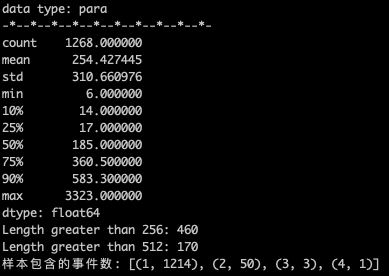 data type: para
-*--*--*--*--*--*--*--*--*--*--*--*-
count    1268.000000
mean      254.427445
std       310.660976
min         6.000000
10%        14.000000
25%        17.000000
50%       185.000000
75%       360.500000
90%       583.300000
max      3323.000000
dtype: float64
Length greater than 256: 460
Length greater than 512: 170
样本包含的事件数: [(1, 1214), (2, 50), (3, 3), (4, 1)]